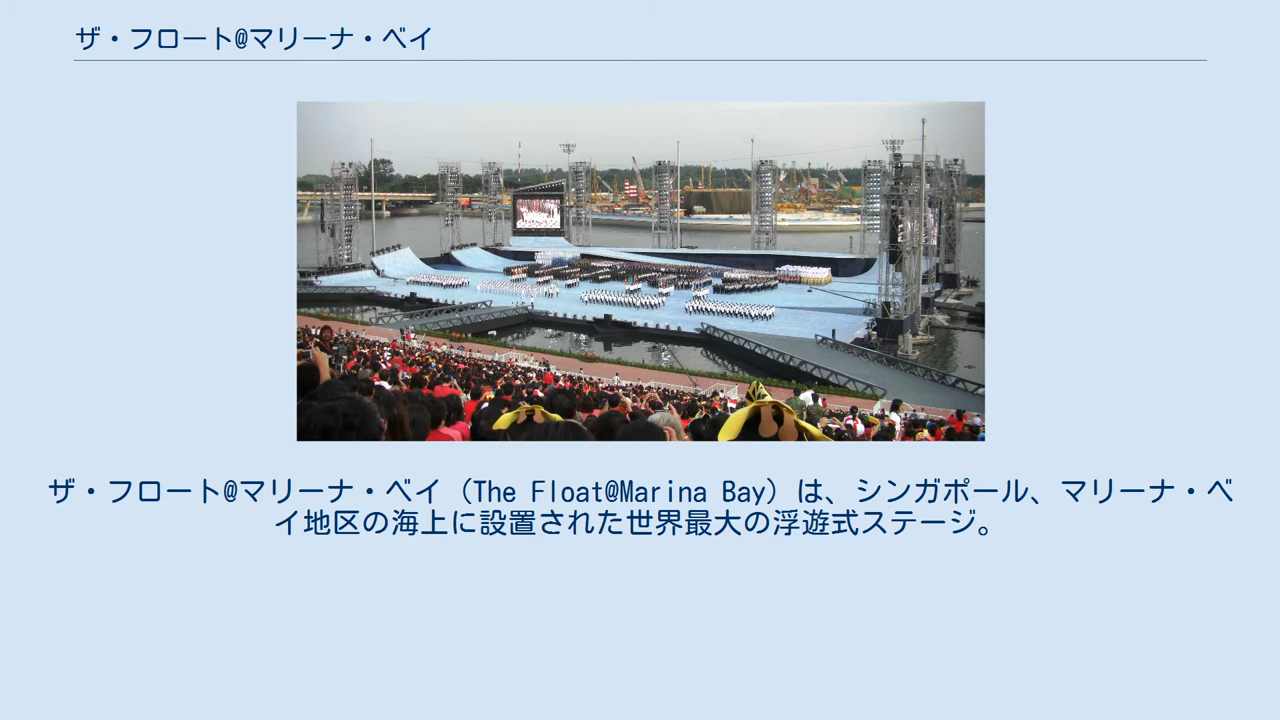 ザ・フロート@マリーナ・ベイ
ザ・フロート@マリーナ・ベイ（The Float@Marina Bay）は、シンガポール、マリーナ・ベ
イ地区の海上に設置された世界最大の浮遊式ステージ。